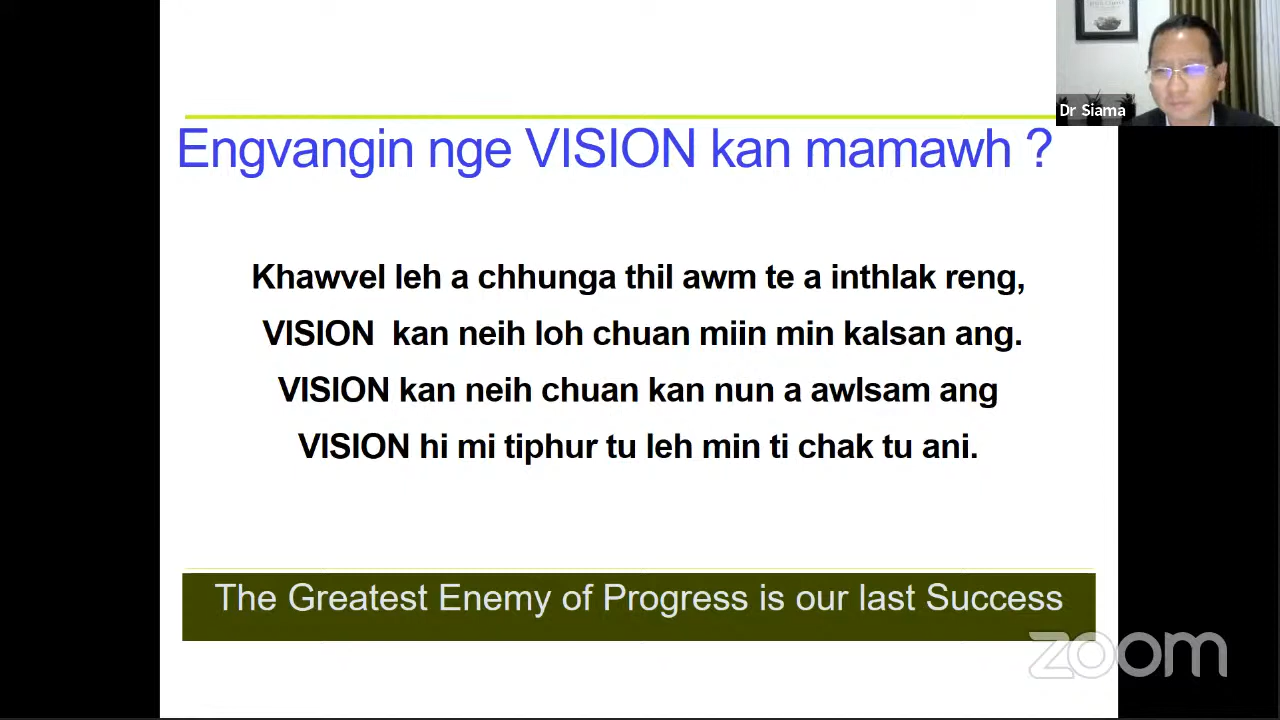 Dr Siama
Engvangin nge VISION kan mamawh ?
Khawvel leh a chhunga thil awm te a inthlak reng,
VISION kan neih loh chuan miin min kalsan ang.
VISION kan neih chuan kan nun a awlsam ang
VISION hi mi tiphur tu leh min ti chak tu ani.
The Greatest Enemy of Progress is our last Success
zoom